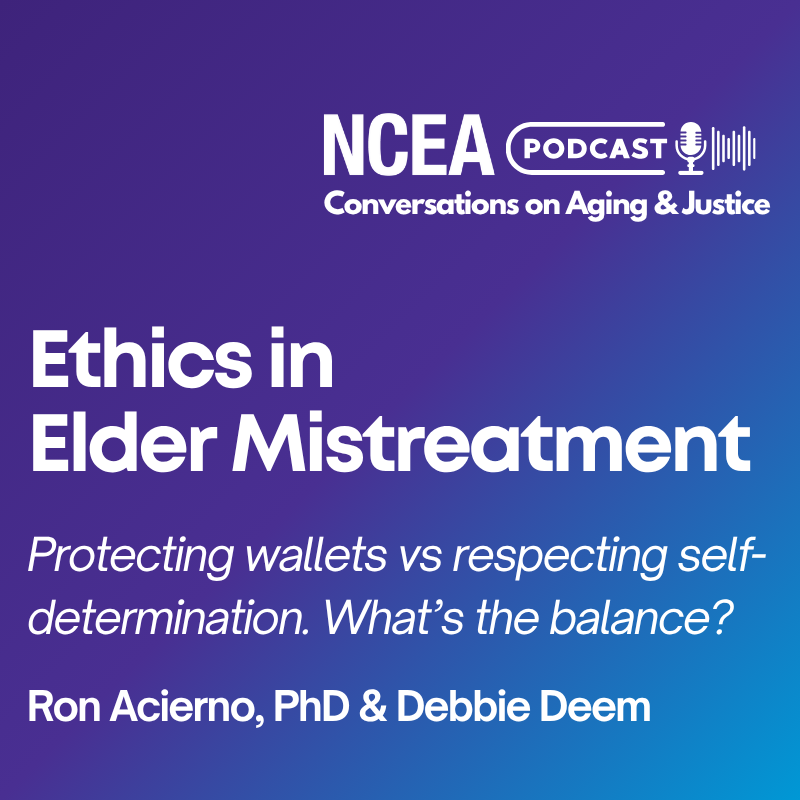 NCEA PODCAST
Conversations on Aging & Justice
Ethics in
Elder Mistreatment
Protecting wallets vs respecting self-
determination. What’s the balance?
Ron Acierno, PhD & Debbie Deem